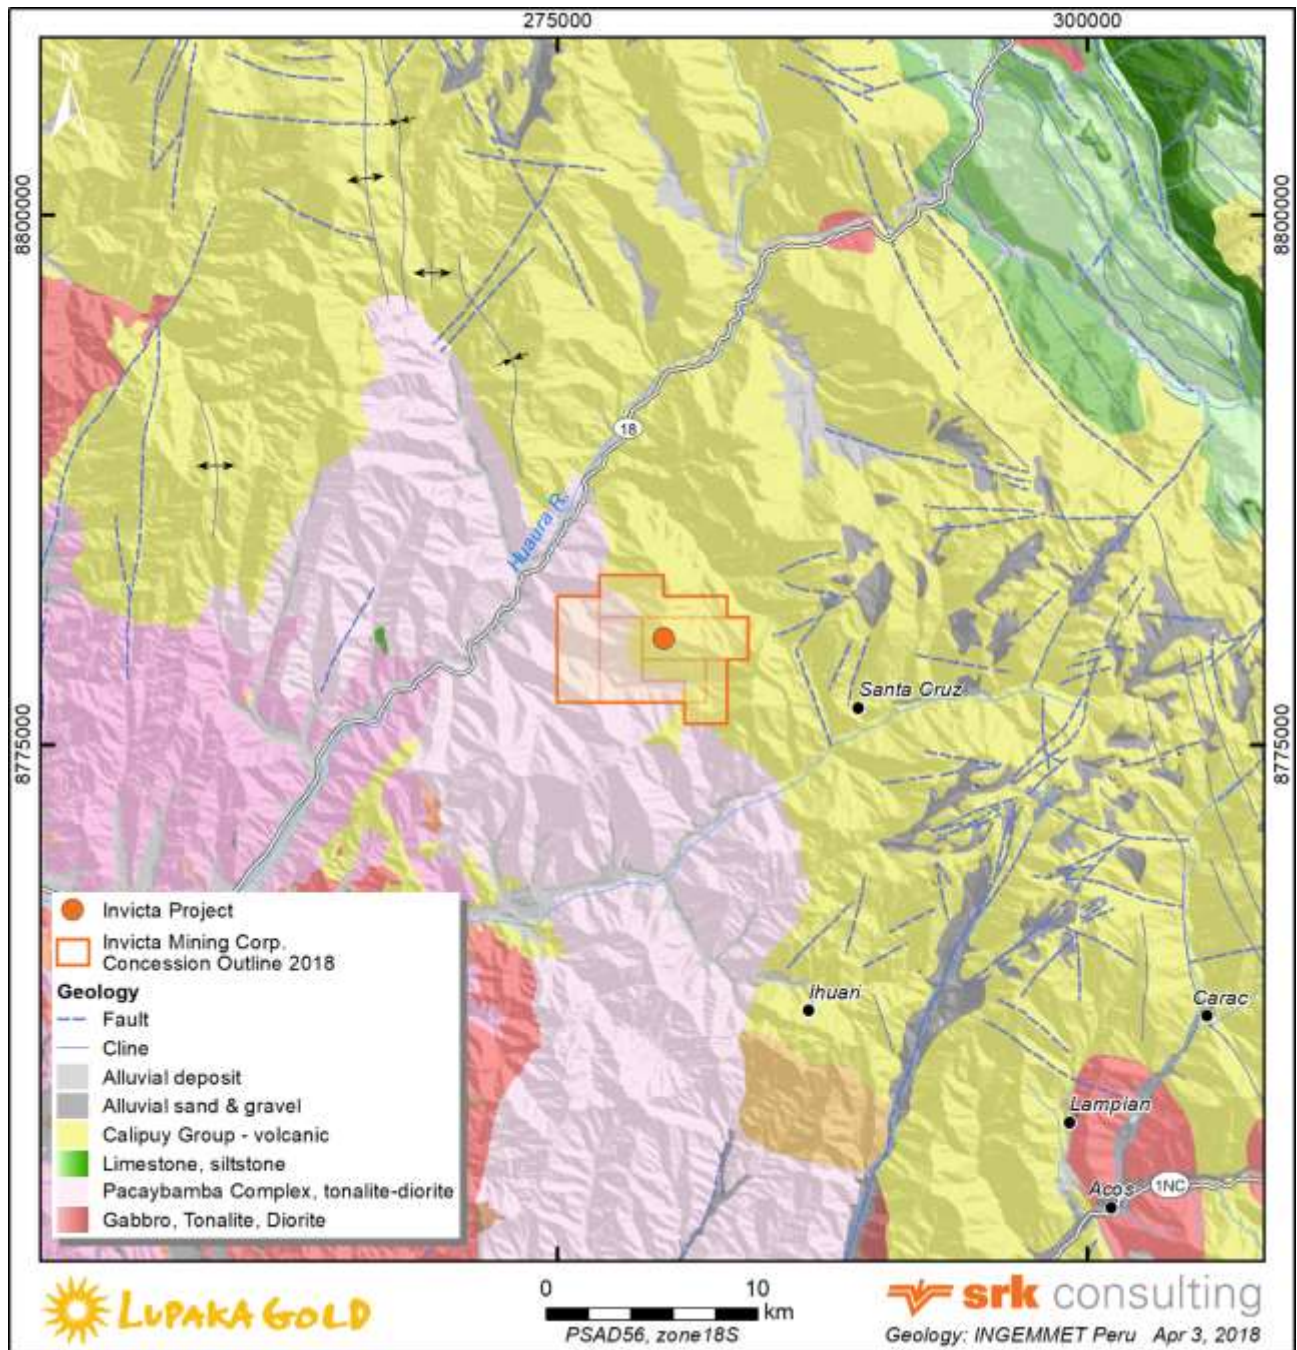 275000
300000
N
8800000
8800000
18
Huaura R.
Santa Cruz
8775000
8775000
Invicta Project
Invicta Mining Corp.
Concession Outline 2018
Geology
Fault
Cline
Alluvial deposit
Alluvial sand & gravel
Calipuy Group - volcanic
Limestone, siltstone
Pacaybamba Complex, tonalite-diorite
Gabbro, Tonalite, Diorite
Ihuari
Carac
Lampian
Acos
1NC
LUPAKA GOLD
0
10
km
PSAD56, zone18S
srk consulting
Geology: INGEMMET Peru Apr 3, 2018